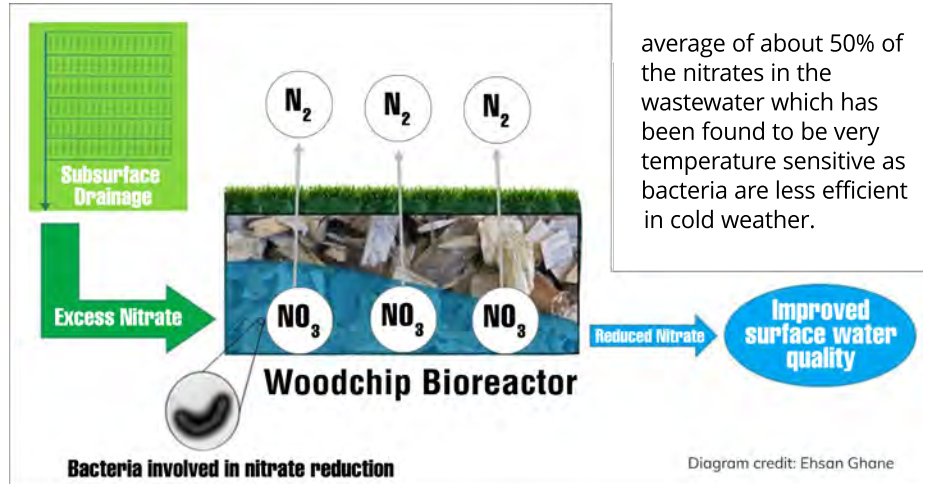 average of about 50% of
the nitrates in the
wastewater which has
been found to be very
temperature sensitive as
bacteria are less efficient
in cold weather.
N2
N2
N2
Subsurface
Drainage
Excess Nitrate
NO3
NO3
NO3
Reduced Nitrate
Improved
surface water
quality
Woodchip Bioreactor
Bacteria involved in nitrate reduction
Diagram credit: Ehsan Ghane